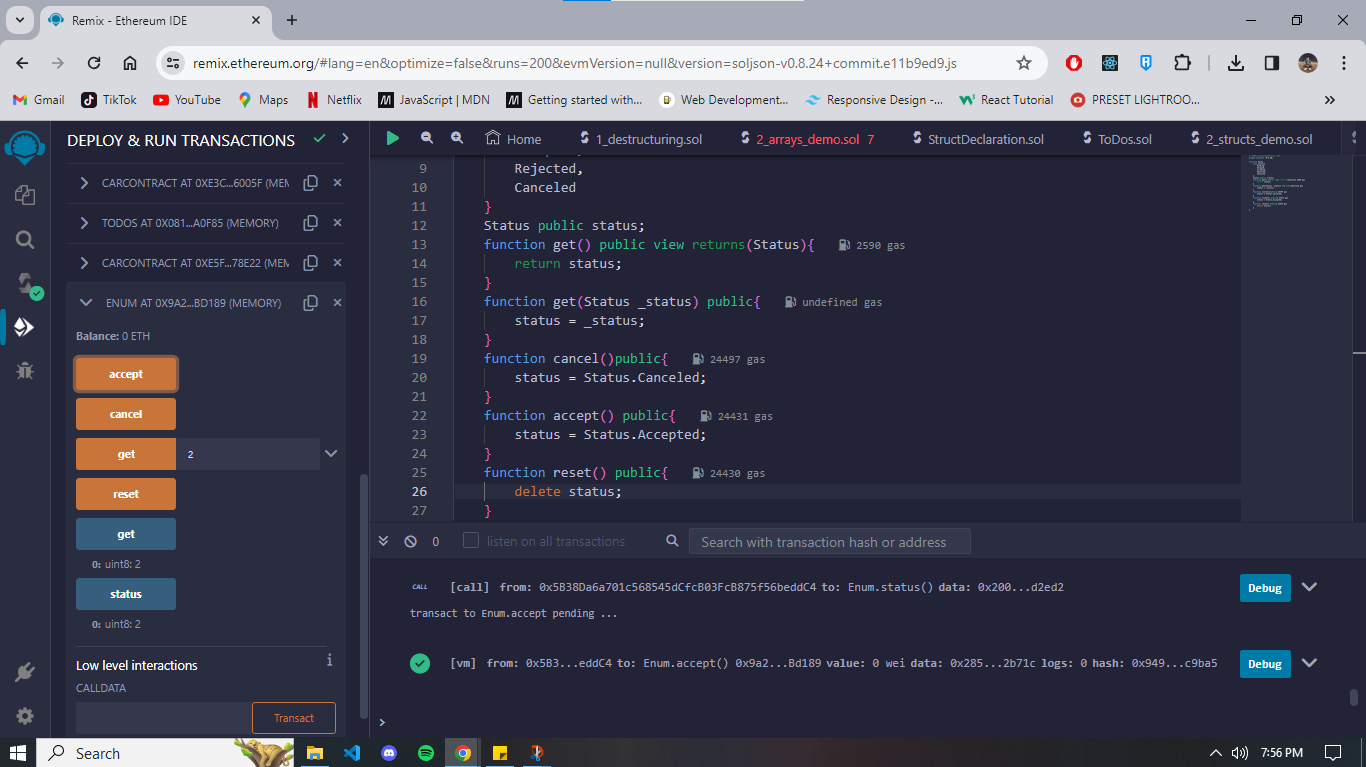 Remix - Ethereum IDE
remix.ethereum.org/#lang=en&optimize=false&runs=200&evmVersion=null&version=soljson-v0.8.24+commit.e11b9ed9.js
Gmail TikTok YouTube Maps Netflix JavaScript | MDN Getting started with... Web Development... Responsive Design -... React Tutorial PRESET LIGHTROO...
DEPLOY & RUN TRANSACTIONS
Home 1_destructuring.sol 2_arrays_demo.sol 7 StructDeclaration.sol ToDos.sol 2_structs_demo.sol
CARCONTRACT AT 0XE3C...6005F (MEM
TODOS AT 0X081...A0F85 (MEMORY)
CARCONTRACT AT 0XE5F...78E22 (MEM
ENUM AT 0X9A2...BD189 (MEMORY)
Balance: 0 ETH
accept
cancel
get 2
reset
get
0: uint8: 2
status
0: uint8: 2
Low level interactions
i
CALLDATA
Transact
9 Rejected,
10 Canceled
11 }
12 Status public status;
13 function get() public view returns(Status){ 2590 gas
14 return status;
15 }
16 function get(Status _status) public{ undefined gas
17 status = _status;
18 }
19 function cancel()public{ 24497 gas
20 status = Status.Canceled;
21 }
22 function accept() public{ 24431 gas
23 status = Status.Accepted;
24 }
25 function reset() public{ 24430 gas
26 delete status;
27 }
0 listen on all transactions Search with transaction hash or address
CALL [call] from: 0x5B38Da6a701c568545dCfcB03FcB875f56beddC4 to: Enum.status() data: 0x200...d2ed2 Debug
transact to Enum.accept pending ...
[vm] from: 0x5B3...eddC4 to: Enum.accept() 0x9a2...Bd189 value: 0 wei data: 0x285...2b71c logs: 0 hash: 0x949...c9ba5 Debug
>
Search
7:56 PM